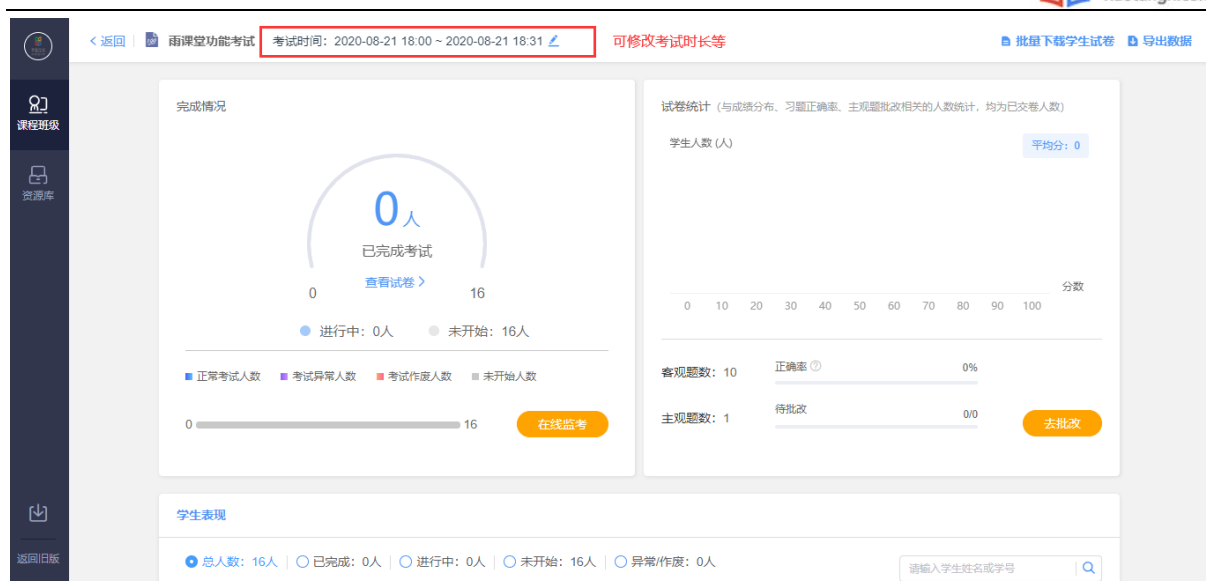 返回 雨课堂功能考试 考试时间：2020-08-21 18:00 ~ 2020-08-21 18:31 可修改考试时长等 批量下载学生试卷 导出数据
课程班级
资源库
返回旧版
完成情况
0人
已完成考试
查看试卷
0 16
进行中：0人 未开始：16人
正常考试人数 考试异常人数 考试作废人数 未开始人数
0 16 在线监考
试卷统计（与成绩分布、习题正确率、主观题批改相关的人数统计，均为已交卷人数）
学生人数(人) 平均分：0
分数
0 10 20 30 40 50 60 70 80 90 100
客观题数：10 正确率 0%
主观题数：1 待批改 0/0 去批改
学生表现
总人数：16人 已完成：0人 进行中：0人 未开始：16人 异常/作废：0人
请输入学生姓名或学号